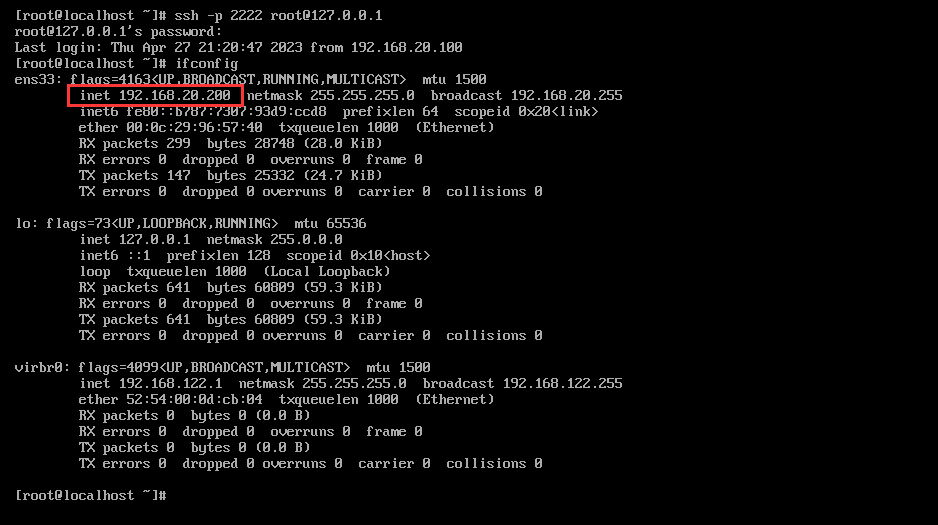 [root@localhost ~]# ssh -p 2222 root@127.0.0.1
root@127.0.0.1's password:
Last login: Thu Apr 27 21:20:47 2023 from 192.168.20.100
[root@localhost ~]# ifconfig
ens33: flags=4163<UP,BROADCAST,RUNNING,MULTICAST>  mtu 1500
        inet 192.168.20.200  netmask 255.255.255.0  broadcast 192.168.20.255
        inet6 fe80::b787:7307:93d9:ccd8  prefixlen 64  scopeid 0x20<link>
        ether 00:0c:29:96:57:40  txqueuelen 1000  (Ethernet)
        RX packets 299  bytes 28748 (28.0 KiB)
        RX errors 0  dropped 0  overruns 0  frame 0
        TX packets 147  bytes 25332 (24.7 KiB)
        TX errors 0  dropped 0 overruns 0  carrier 0  collisions 0

lo: flags=73<UP,LOOPBACK,RUNNING>  mtu 65536
        inet 127.0.0.1  netmask 255.0.0.0
        inet6 ::1  prefixlen 128  scopeid 0x10<host>
        loop  txqueuelen 1000  (Local Loopback)
        RX packets 641  bytes 60809 (59.3 KiB)
        RX errors 0  dropped 0  overruns 0  frame 0
        TX packets 641  bytes 60809 (59.3 KiB)
        TX errors 0  dropped 0 overruns 0  carrier 0  collisions 0

virbr0: flags=4099<UP,BROADCAST,MULTICAST>  mtu 1500
        inet 192.168.122.1  netmask 255.255.255.0  broadcast 192.168.122.255
        ether 52:54:00:0d:cb:04  txqueuelen 1000  (Ethernet)
        RX packets 0  bytes 0 (0.0 B)
        RX errors 0  dropped 0  overruns 0  frame 0
        TX packets 0  bytes 0 (0.0 B)
        TX errors 0  dropped 0 overruns 0  carrier 0  collisions 0

[root@localhost ~]#